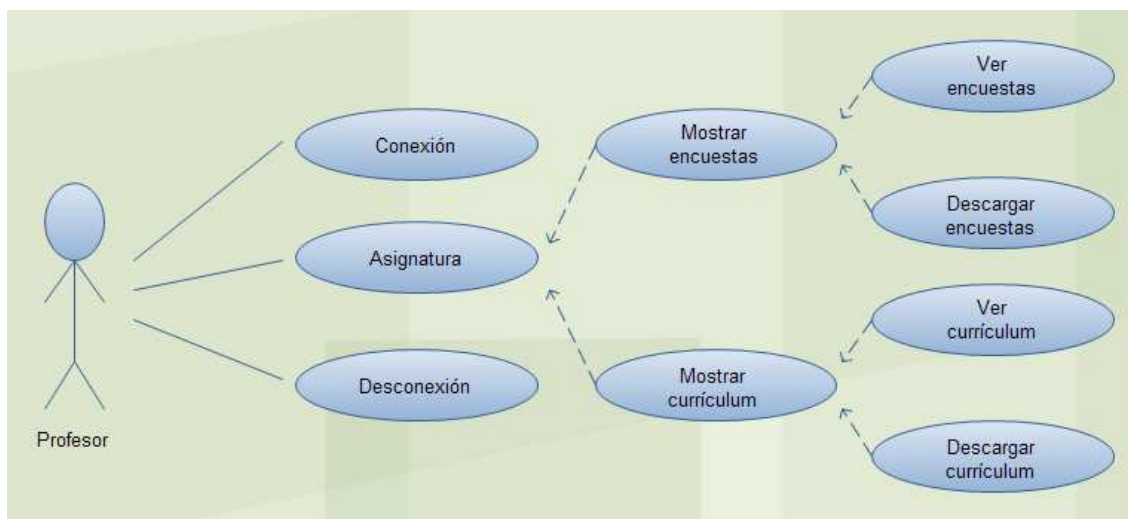 Conexión
Asignatura
Desconexión
Profesor
Mostrar
encuestas
Mostrar
currículum
Ver
encuestas
Descargar
encuestas
Ver
currículum
Descargar
currículum